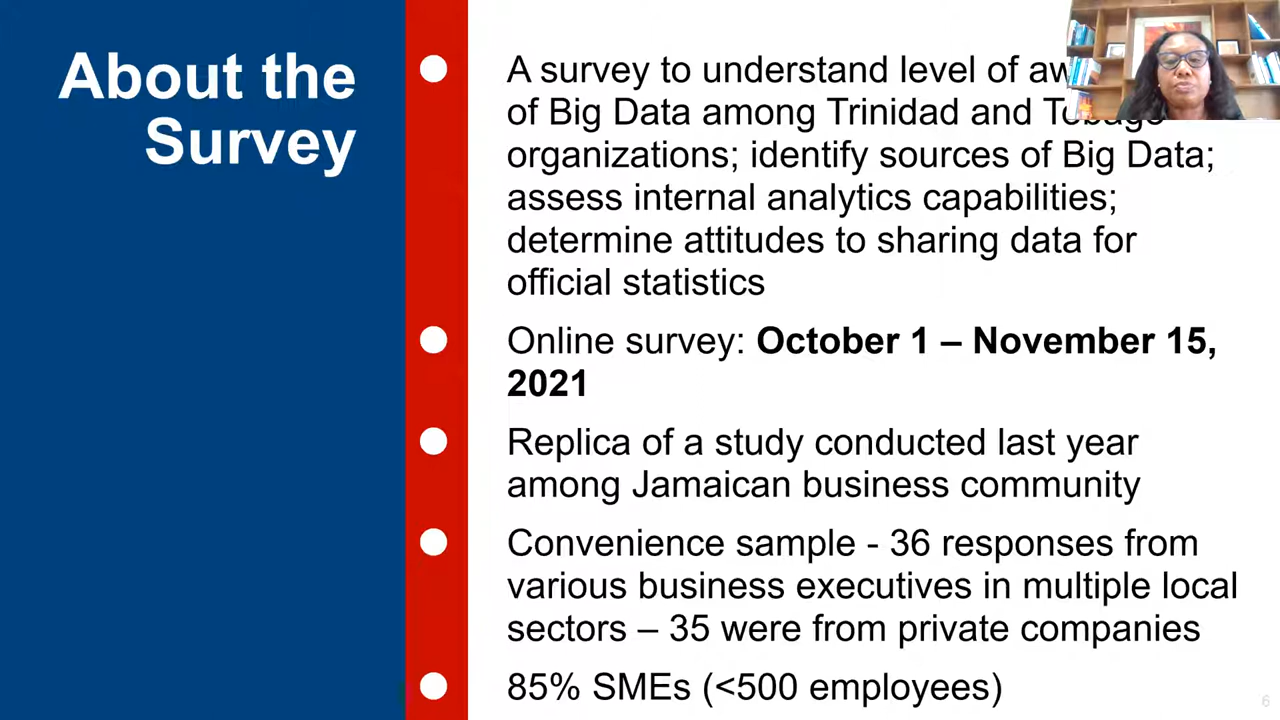 About the
Survey
A survey to understand level of
of Big Data among Trinidad and Tobago
organizations; identify sources of Big Data;
assess internal analytics capabilities;
determine attitudes to sharing data for
official statistics
Online survey: October 1 – November 15,
2021
Replica of a study conducted last year
among Jamaican business community
Convenience sample - 36 responses from
various business executives in multiple local
sectors – 35 were from private companies
85% SMEs (<500 employees)
6